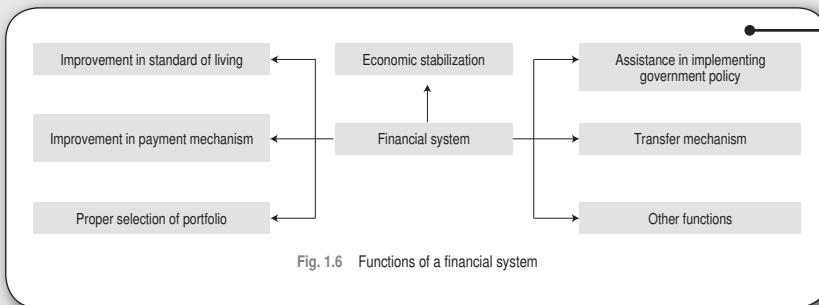 Improvement in standard of living
Economic stabilization
Assistance in implementing
government policy
Improvement in payment mechanism
Financial system
Transfer mechanism
Proper selection of portfolio
Other functions
Fig. 1.6 Functions of a financial system